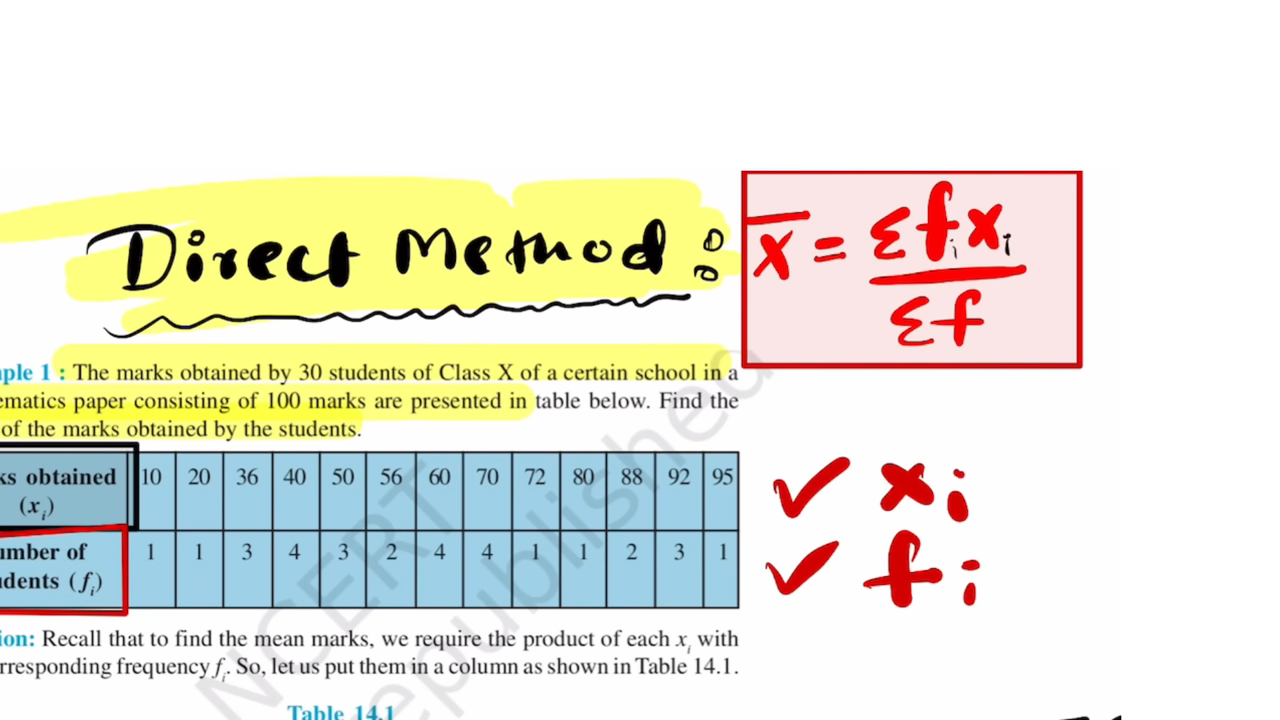 Direct Method :
x̄ = Σfᵢxᵢ / Σf
ple 1 : The marks obtained by 30 students of Class X of a certain school in a
ematics paper consisting of 100 marks are presented in table below. Find the
of the marks obtained by the students.
ks obtained (xᵢ) 10 20 36 40 50 56 60 70 72 80 88 92 95
umber of dents (fᵢ) 1 1 3 4 3 2 4 4 1 1 2 3 1
✓ xᵢ
✓ fᵢ
ion: Recall that to find the mean marks, we require the product of each xᵢ with
rresponding frequency fᵢ. So, let us put them in a column as shown in Table 14.1.
Table 14.1
NCERT
republished